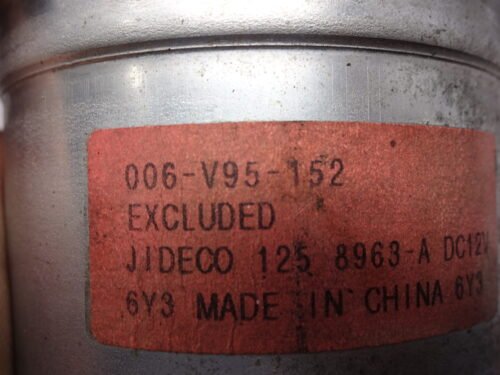 006-V95-152
EXCLUDED
JIDECO 125 8963-A DC12V
6Y3 MADE IN CHINA 6Y3